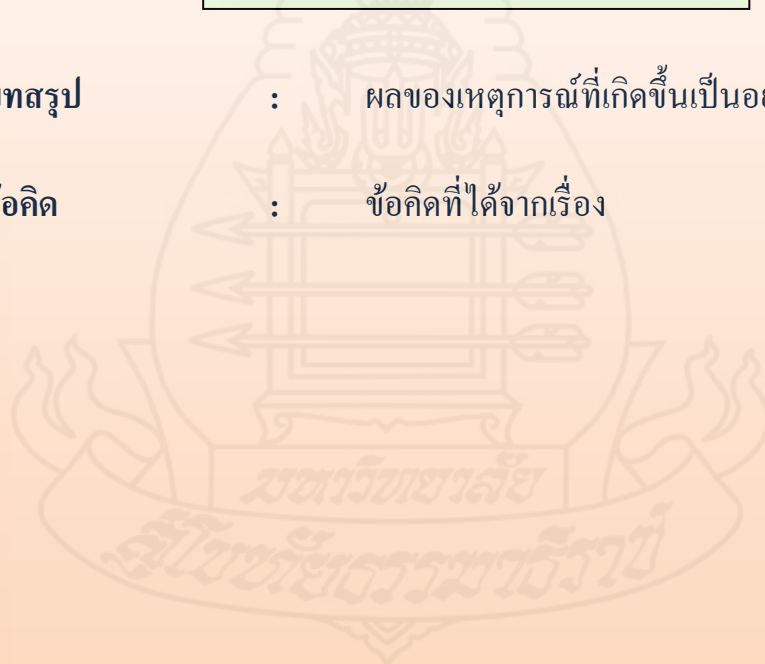 ทสรุป : ผลของเหตุการณ์ที่เกิดขึ้นเป็น
้อคิด : ข้อคิดที่ได้จากเรื่อง
มหาวิทยาลัย
สุโขทัยธรรมาธิราช